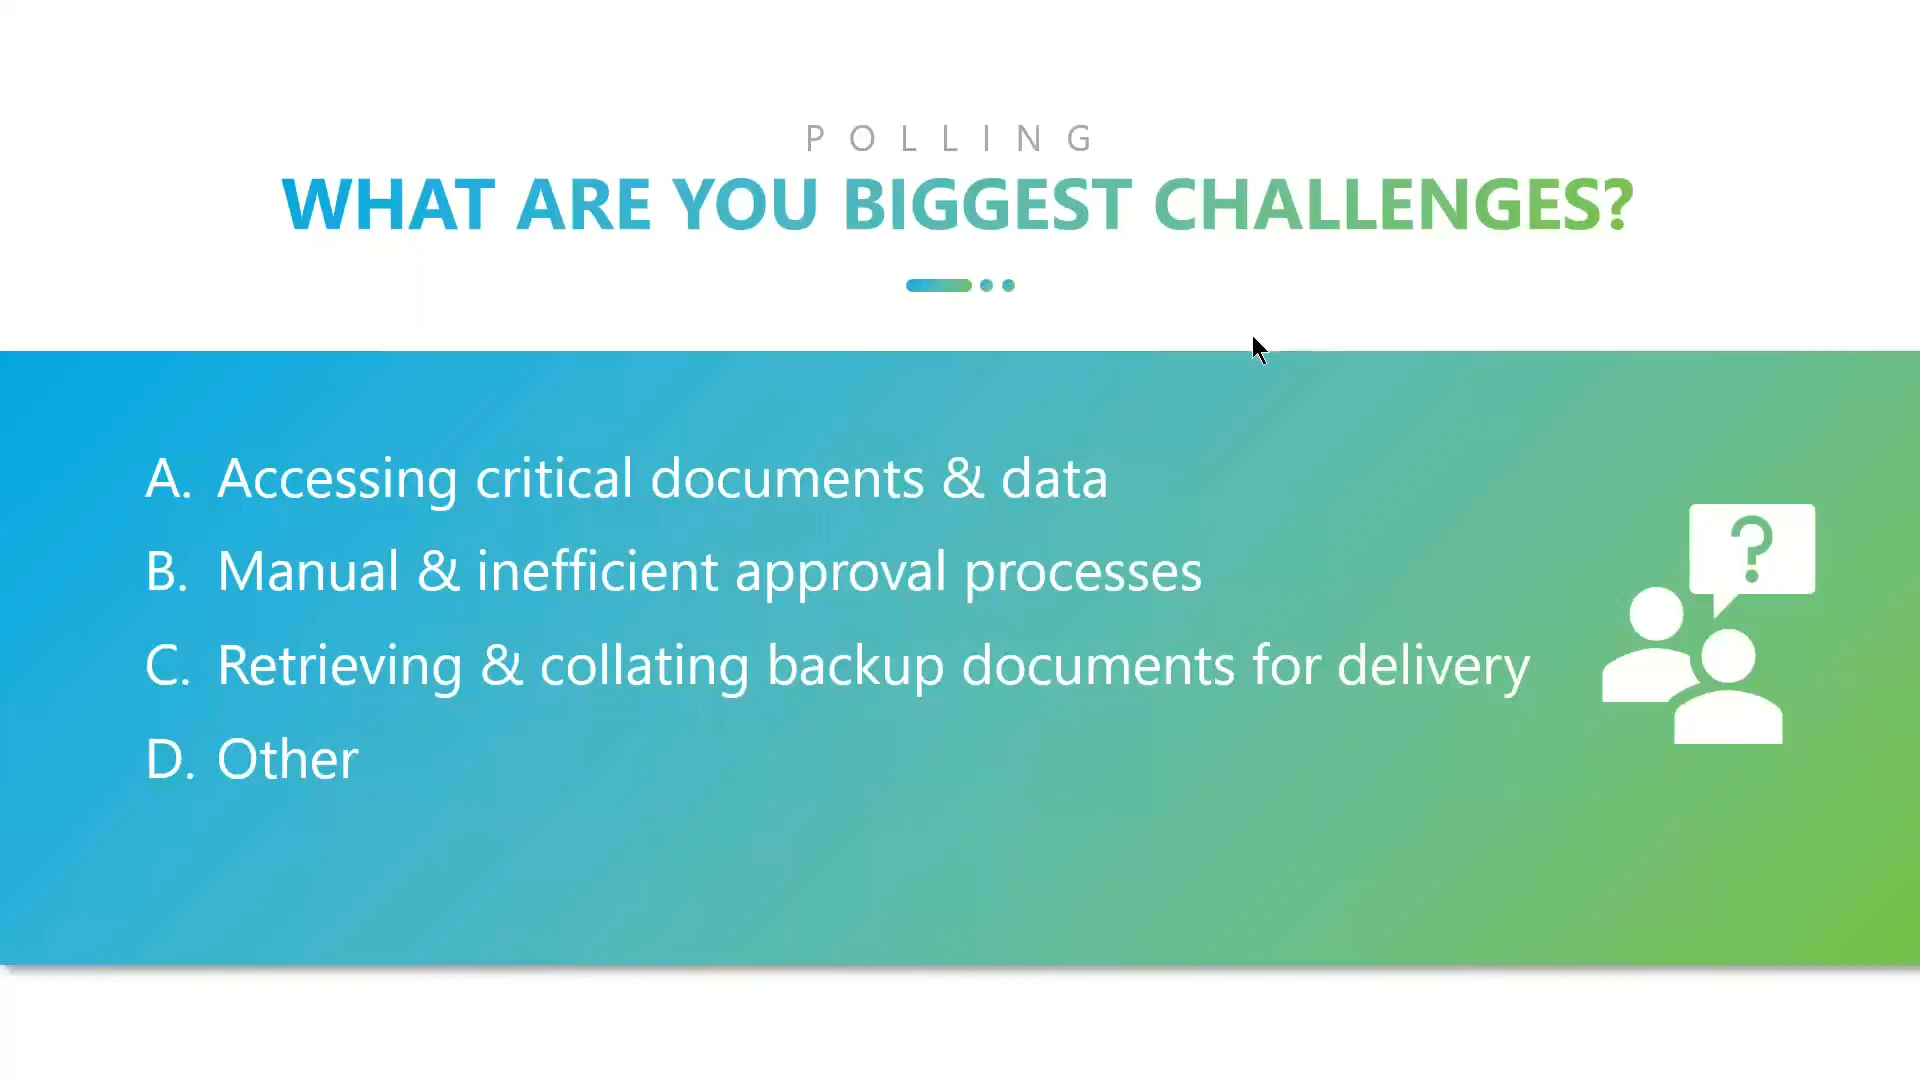 POLLING
WHAT ARE YOU BIGGEST CHALLENGES?
?
A. Accessing critical documents & data
B. Manual & inefficient approval processes
C. Retrieving & collating backup documents for delivery
D. Other